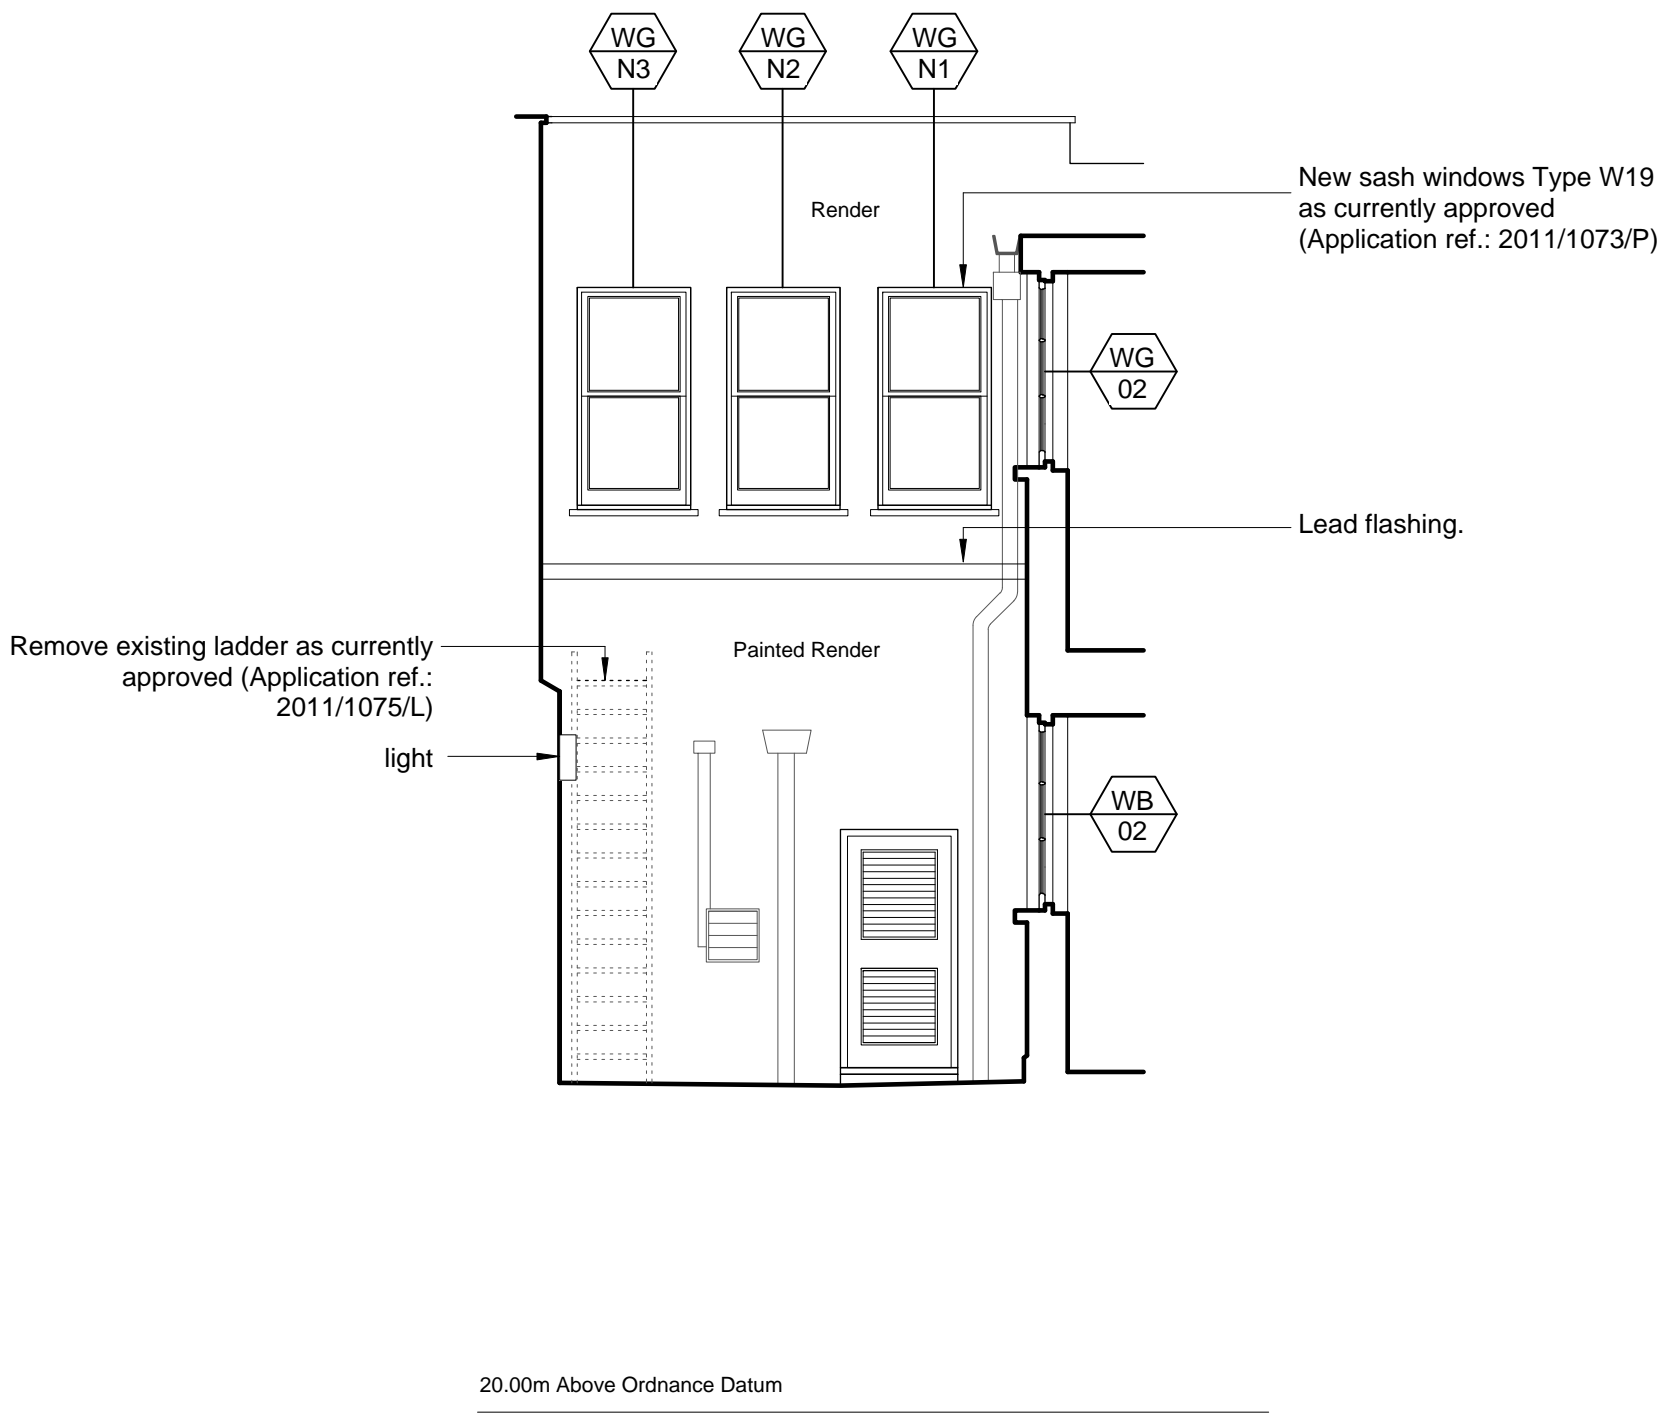 WG
N3
WG
N2
WG
N1
New sash windows Type W19
as currently approved
(Application ref.: 2011/1073/P)
Render
WG
02
Lead flashing.
Remove existing ladder as currently
approved (Application ref.:
2011/1075/L)
Painted Render
light
WB
02
20.00m Above Ordnance Datum